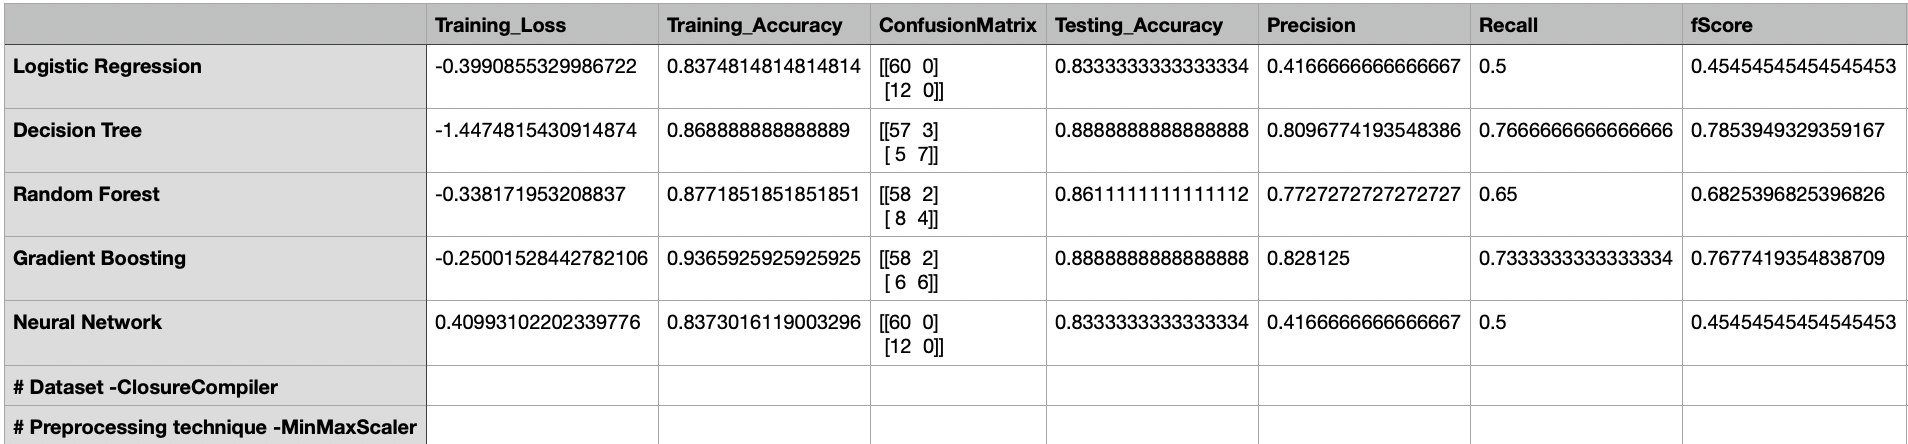 Training_Loss Training_Accuracy ConfusionMatrix Testing_Accuracy Precision Recall fScore
Logistic Regression -0.3990855329986722 0.8374814814814814 [[60 0] 0.8333333333333334 0.4166666666666667 0.5 0.45454545454545453
[12 0]]
Decision Tree -1.4474815430914874 0.868888888888889 [[57 3] 0.8888888888888888 0.8096774193548386 0.7666666666666666 0.7853949329359167
[ 5 7]]
Random Forest -0.338171953208837 0.8771851851851851 [[58 2] 0.8611111111111112 0.7727272727272727 0.65 0.6825396825396826
[ 8 4]]
Gradient Boosting -0.25001528442782106 0.9365925925925925 [[58 2] 0.8888888888888888 0.828125 0.7333333333333334 0.7677419354838709
[ 6 6]]
Neural Network 0.40993102202339776 0.8373016119003296 [[60 0] 0.8333333333333334 0.4166666666666667 0.5 0.45454545454545453
[12 0]]
# Dataset -ClosureCompiler
# Preprocessing technique -MinMaxScaler